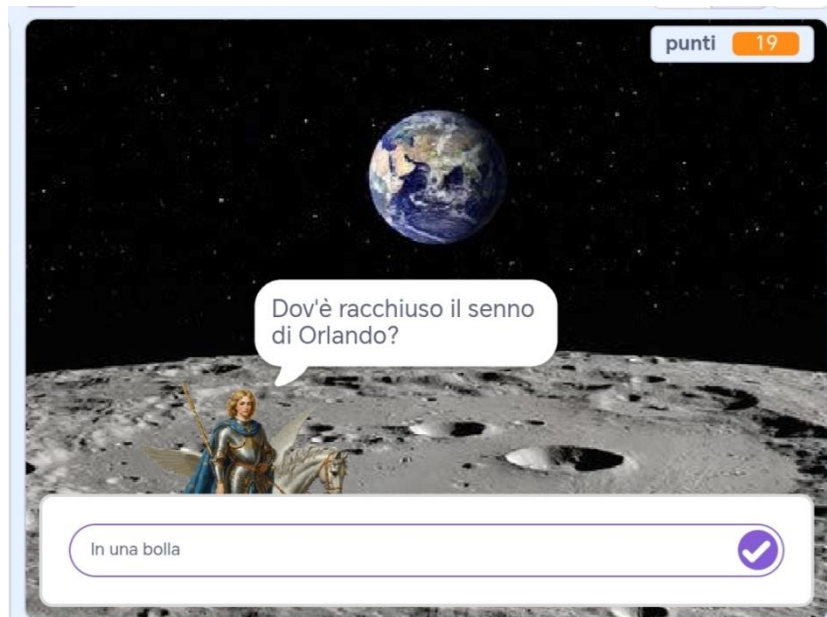 punti 19
Dov'è racchiuso il senno
di Orlando?
In una bolla